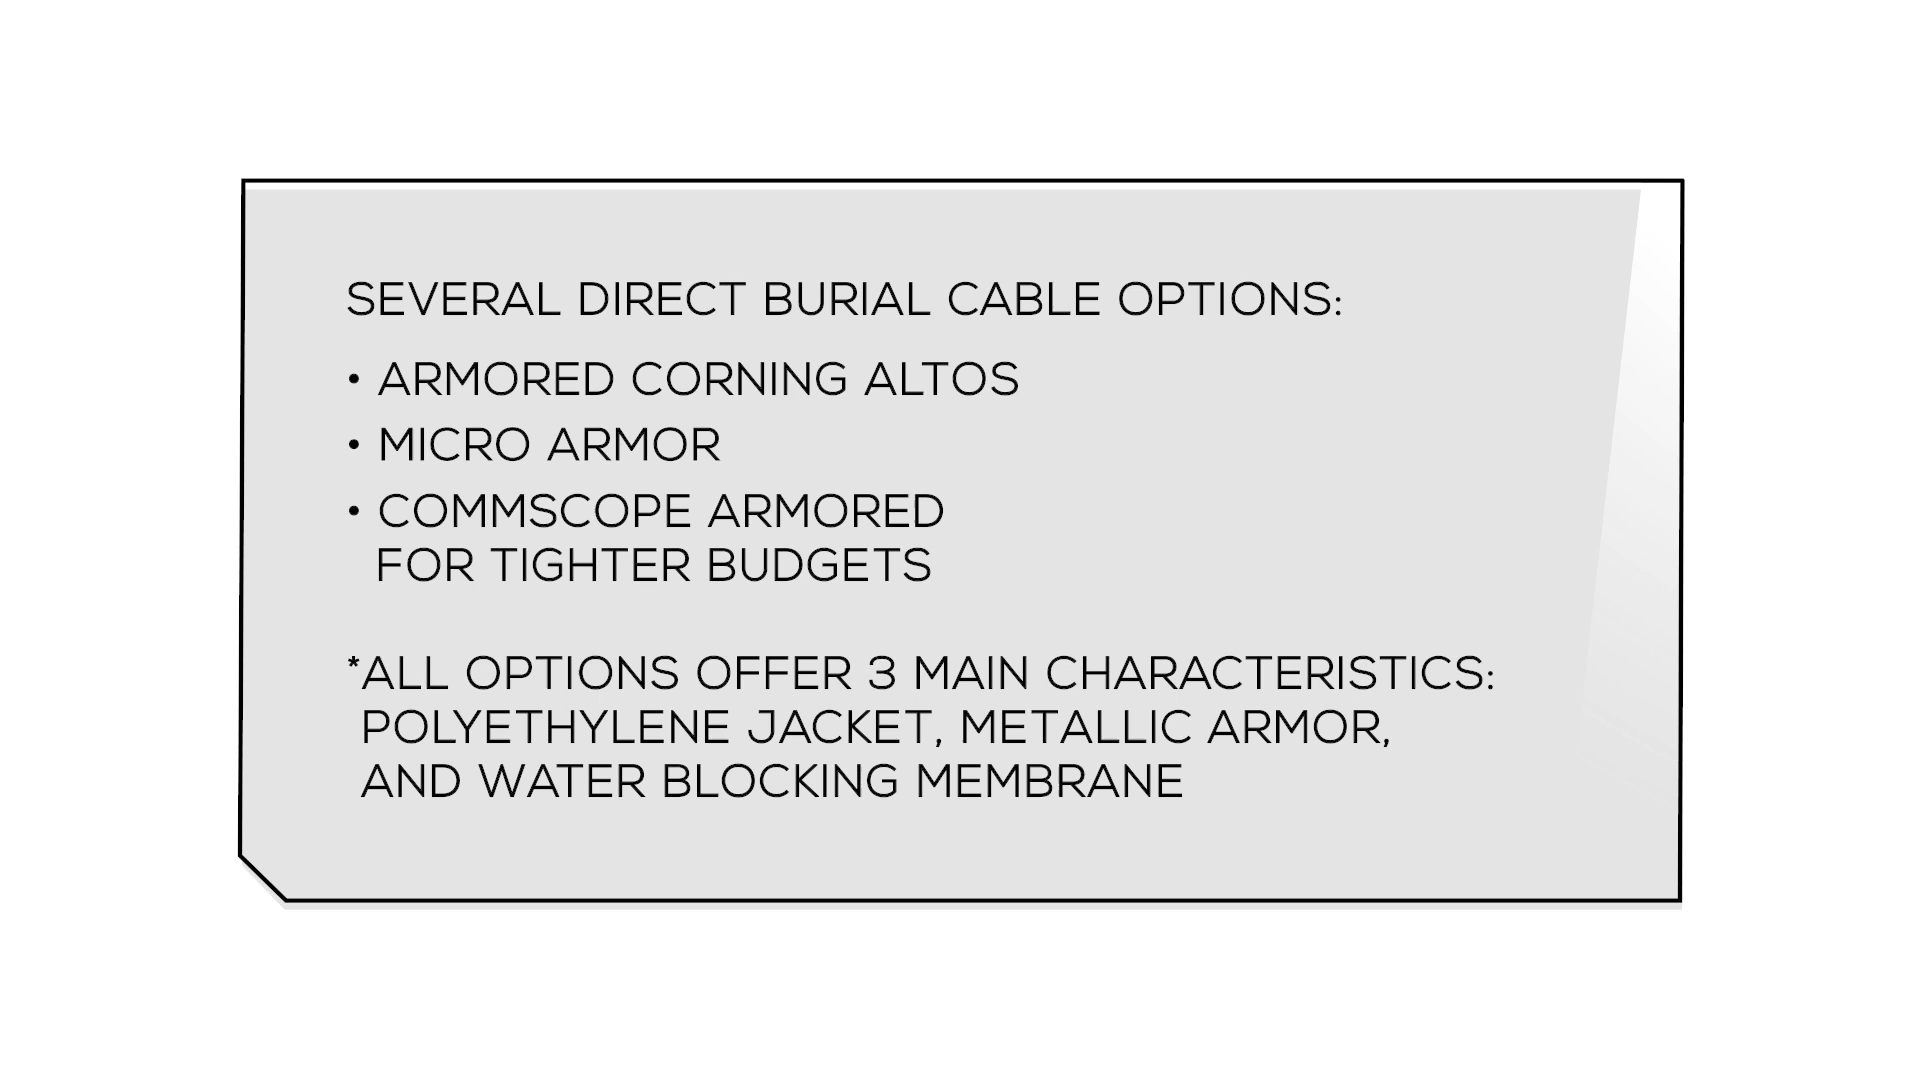 SEVERAL DIRECT BURIAL CABLE OPTIONS:
• ARMORED CORNING ALTOS
• MICRO ARMOR
• COMMSCOPE ARMORED
FOR TIGHTER BUDGETS
*ALL OPTIONS OFFER 3 MAIN CHARACTERISTICS:
POLYETHYLENE JACKET, METALLIC ARMOR,
AND WATER BLOCKING MEMBRANE